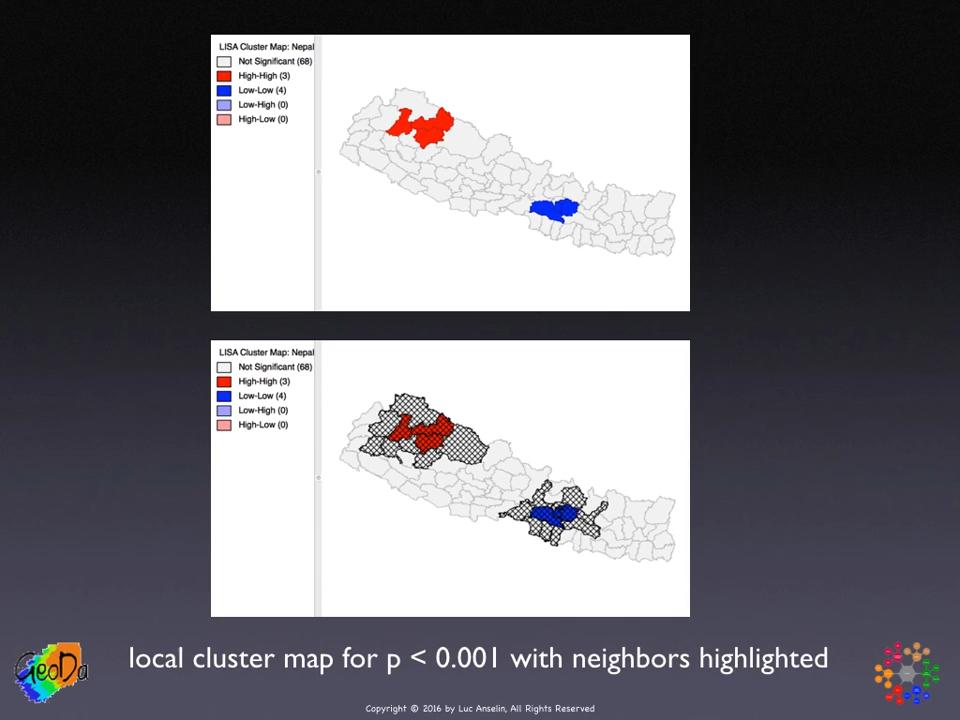 LISA Cluster Map: Nepal
Not Significant (68)
High-High (3)
Low-Low (4)
Low-High (0)
High-Low (0)
LISA Cluster Map: Nepal
Not Significant (68)
High-High (3)
Low-Low (4)
Low-High (0)
High-Low (0)
GeoDa
local cluster map for p < 0.001 with neighbors highlighted
Copyright © 2016 by Luc Anselin, All Rights Reserved